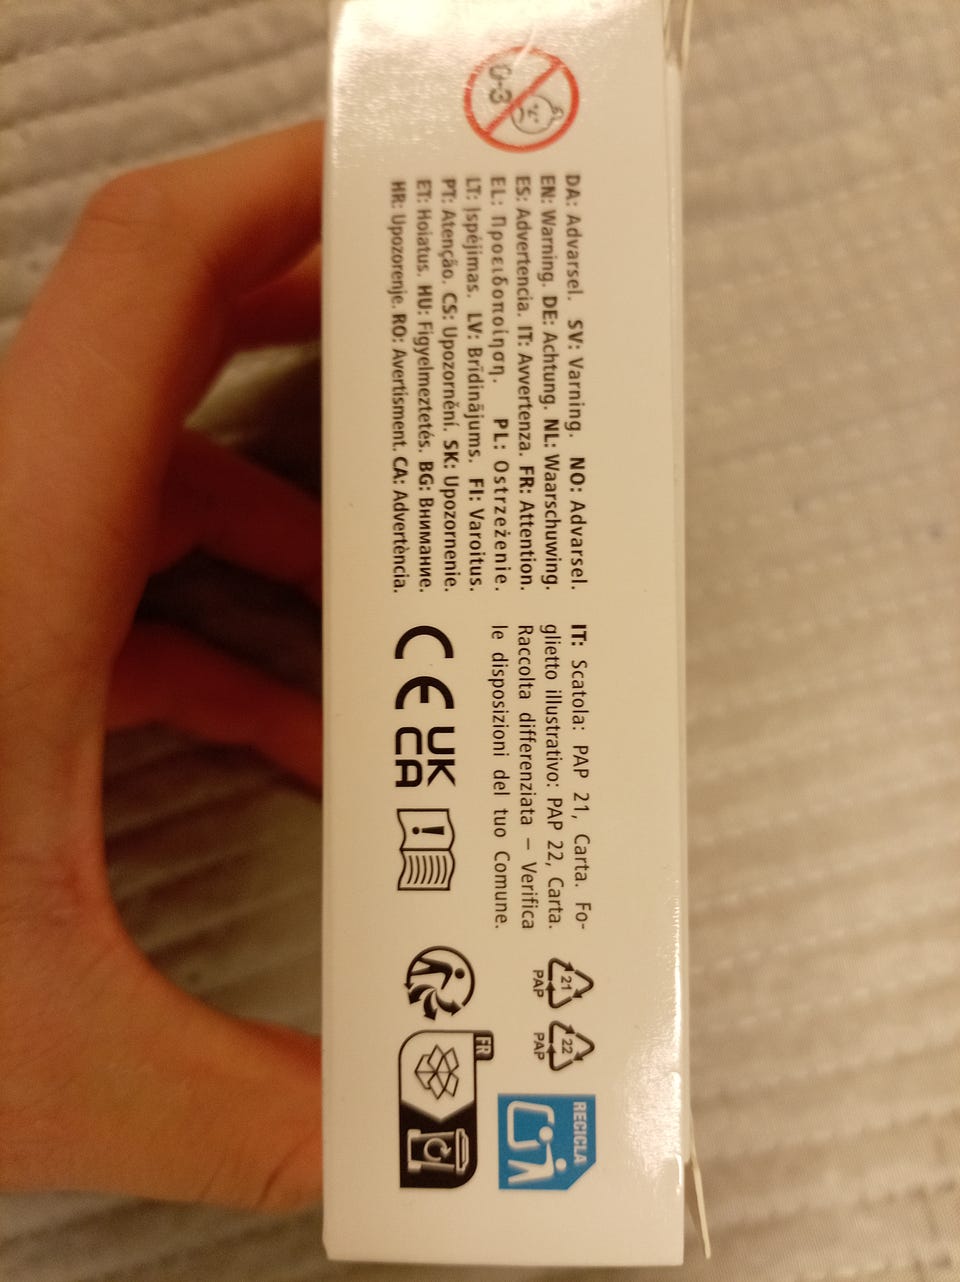 0-3
DA: Advarsel. SV: Varning. NO: Advarsel.
EN: Warning. DE: Achtung. NL: Waarschuwing.
ES: Advertencia. IT: Avvertenza. FR: Attention.
EL: Προειδοποίηση. PL: Ostrzeżenie.
LT: Įspėjimas. LV: Brīdinājums. FI: Varoitus.
PT: Atenção. CS: Upozornění. SK: Upozornenie.
ET: Hoiatus. HU: Figyelmeztetés. BG: Внимание.
HR: Upozorenje. RO: Avertisment. CA: Advertència.
IT: Scatola: PAP 21, Carta. Fo-
glietto illustrativo: PAP 22, Carta.
Raccolta differenziata – Verifica
le disposizioni del tuo Comune.
CE
UK
CA
21
PAP
22
PAP
RECICLA
FR